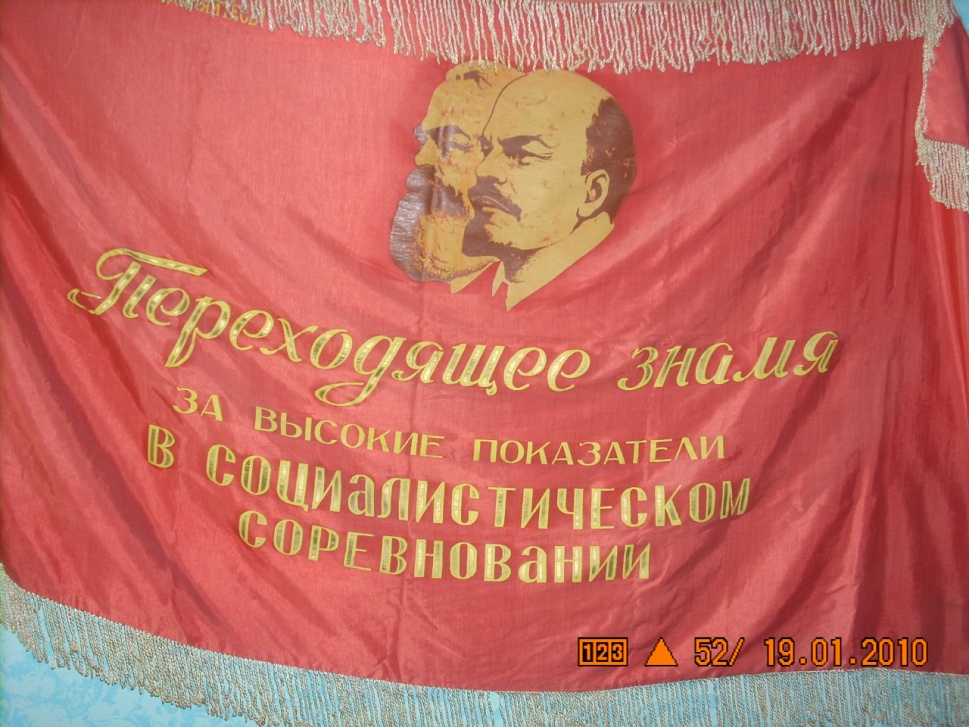 Переходящее знамя
ЗА ВЫСОКИЕ ПОКАЗАТЕЛИ
В СОЦИАЛИСТИЧЕСКОМ
СОРЕВНОВАНИИ
123 ▲ 52/ 19.01.2010